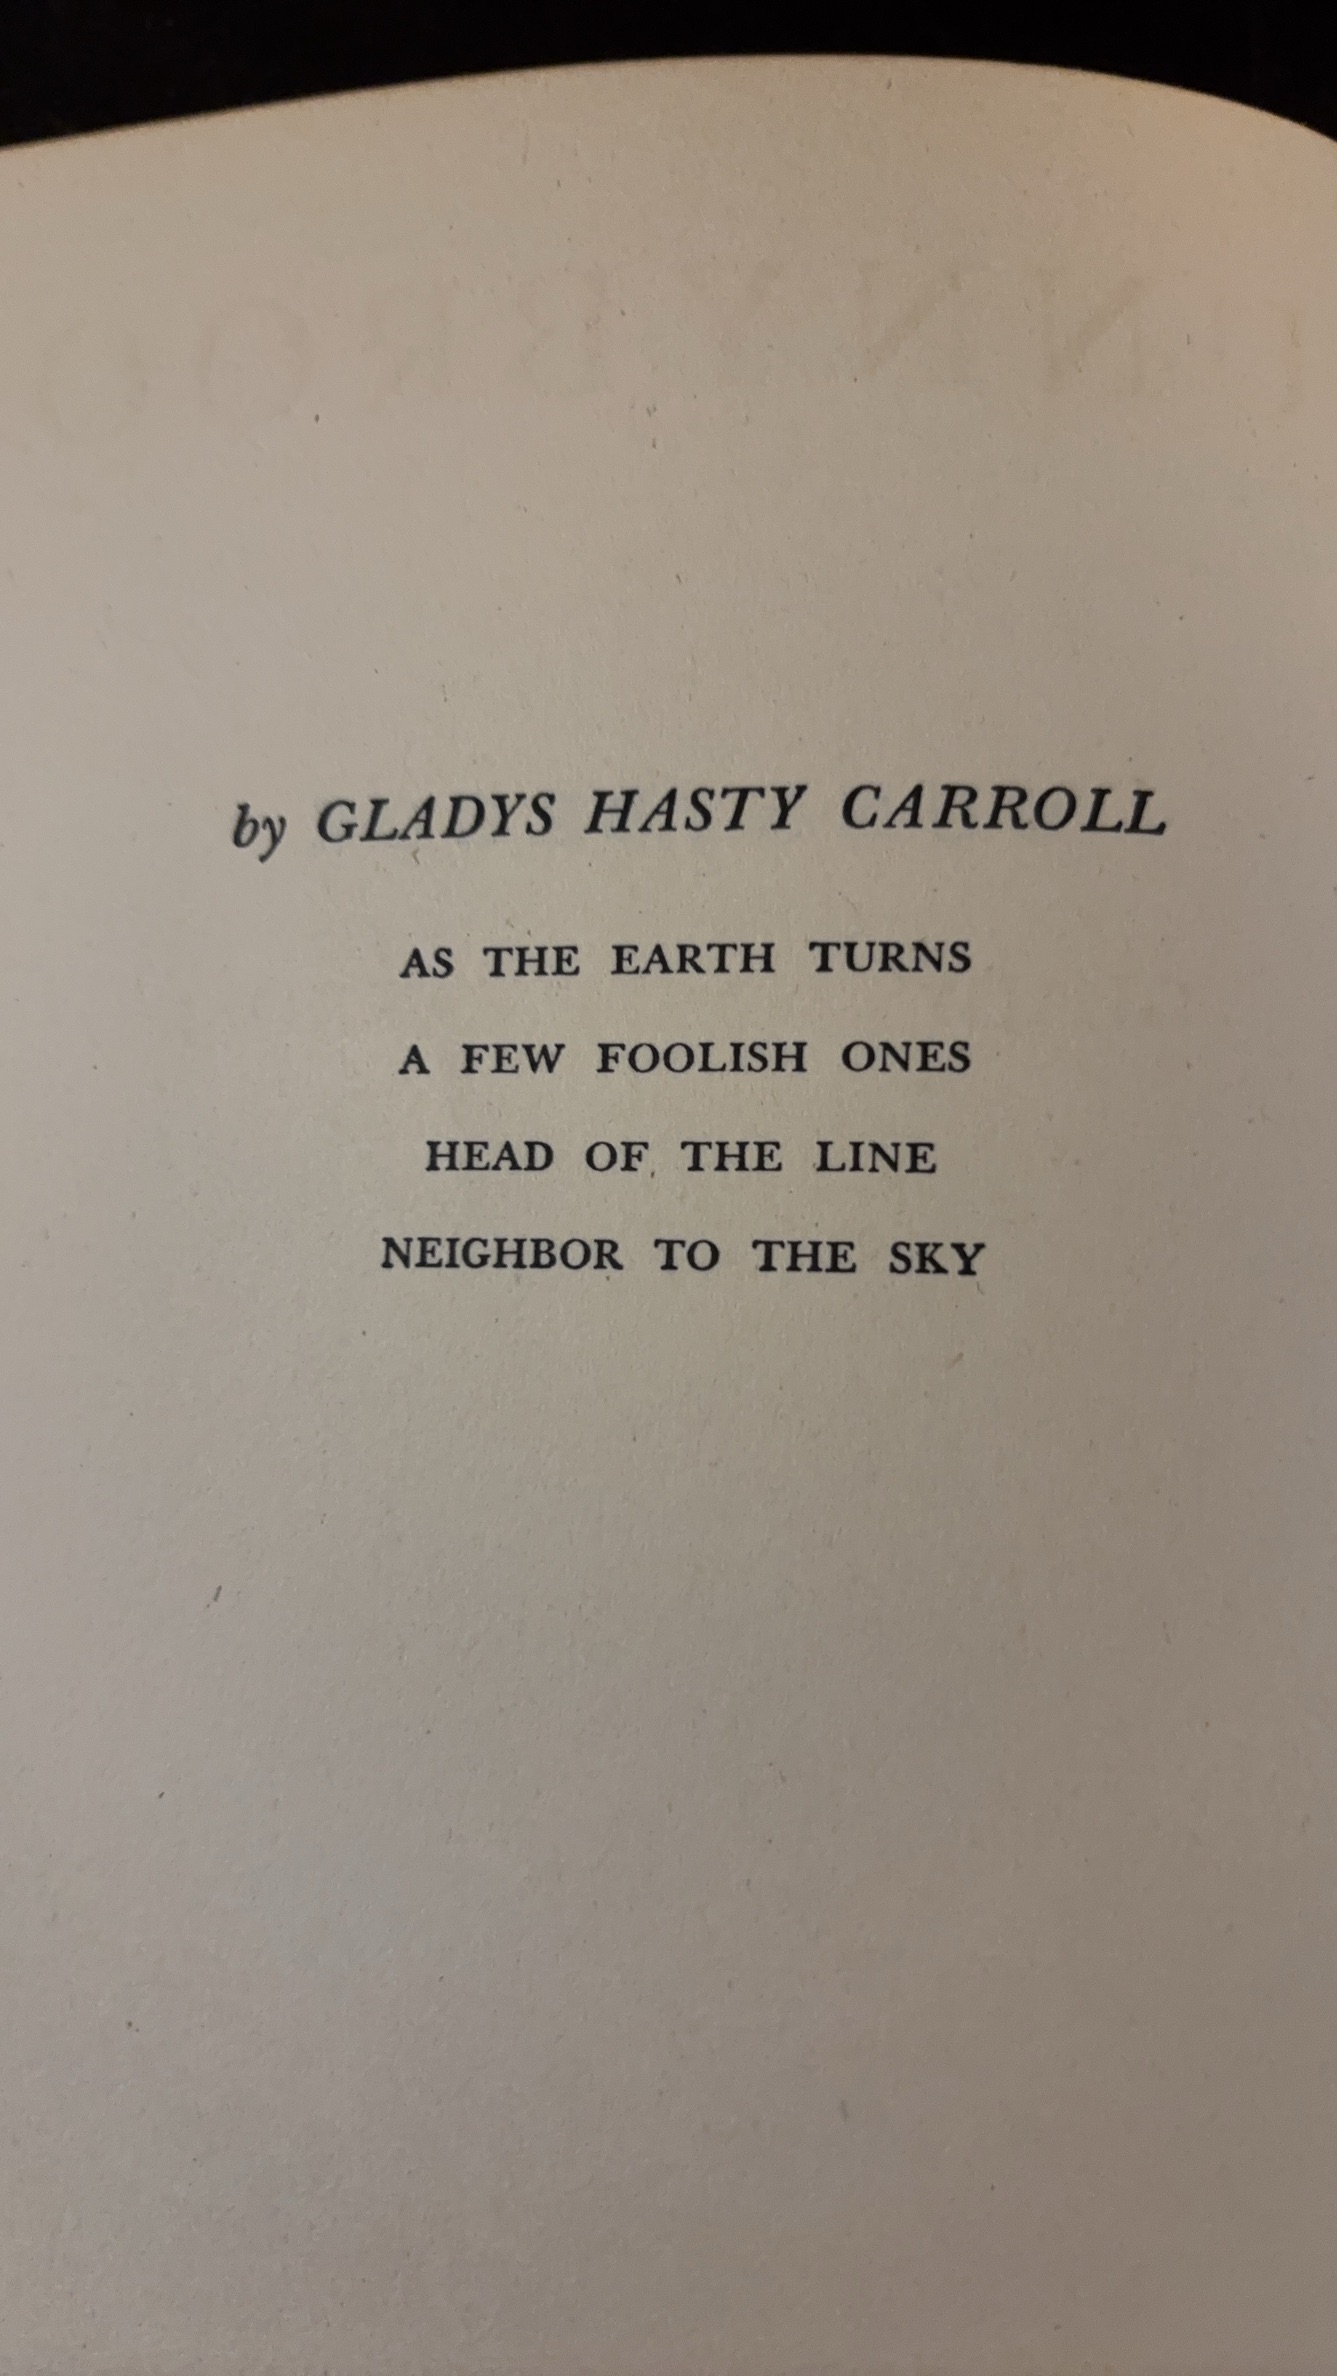 by GLADYS HASTY CARROLL
AS THE EARTH TURNS
A FEW FOOLISH ONES
HEAD OF THE LINE
NEIGHBOR TO THE SKY